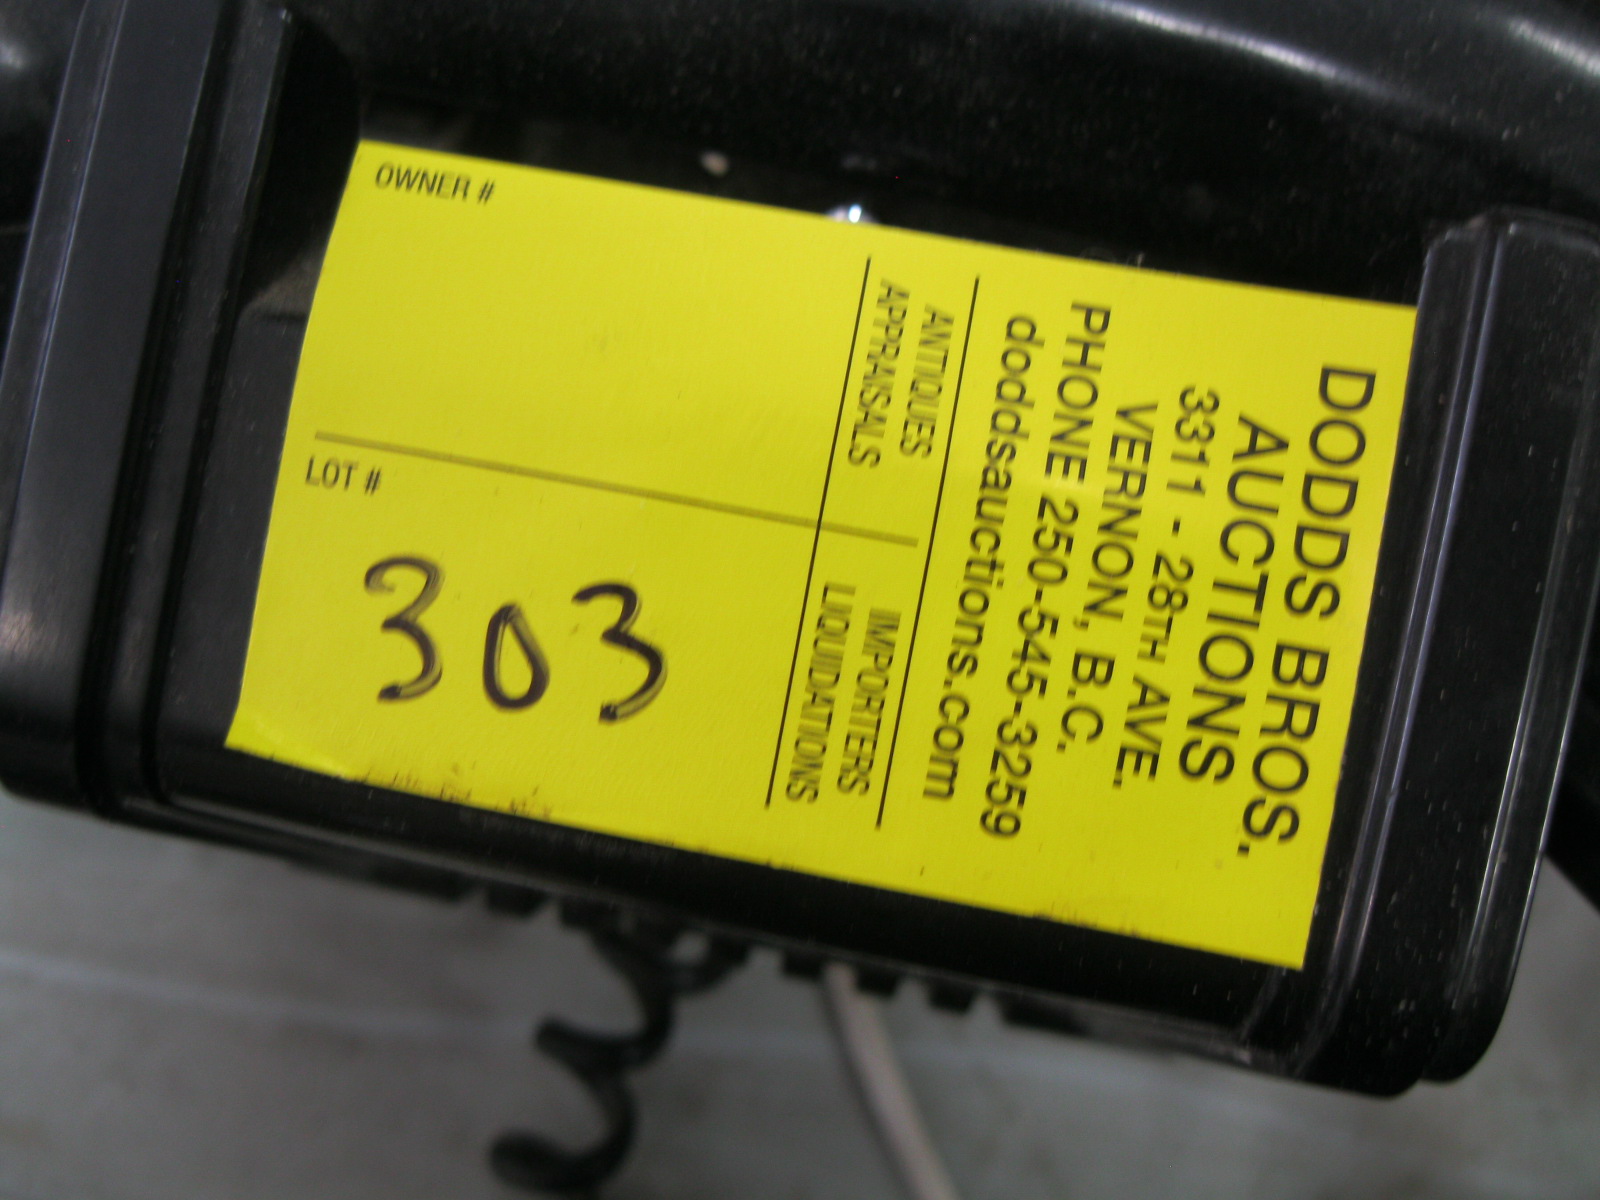 DODDS BROS.
AUCTIONS
3311 - 28TH AVE.
VERNON, B.C.
PHONE 250-545-3259
doddsauctions.com
ANTIQUES IMPORTERS
APPRAISALS LIQUIDATIONS
OWNER #
LOT #
303